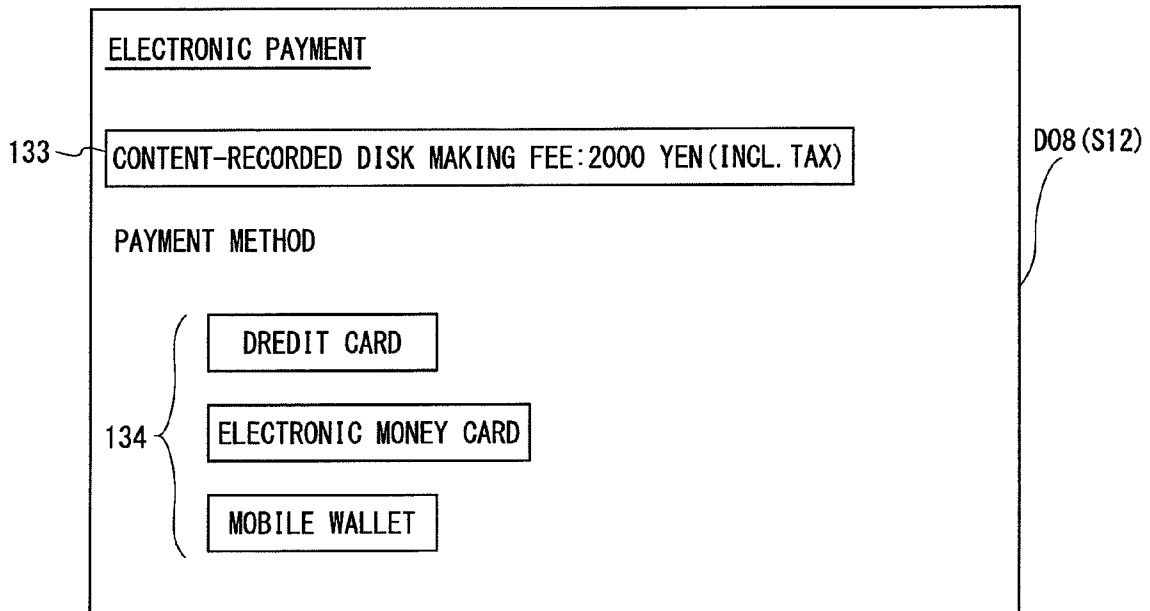 ELECTRONIC PAYMENT
133
CONTENT-RECORDED DISK MAKING FEE:2000 YEN(INCL.TAX)
D08(S12)
PAYMENT METHOD
DREDIT CARD
134
ELECTRONIC MONEY CARD
MOBILE WALLET